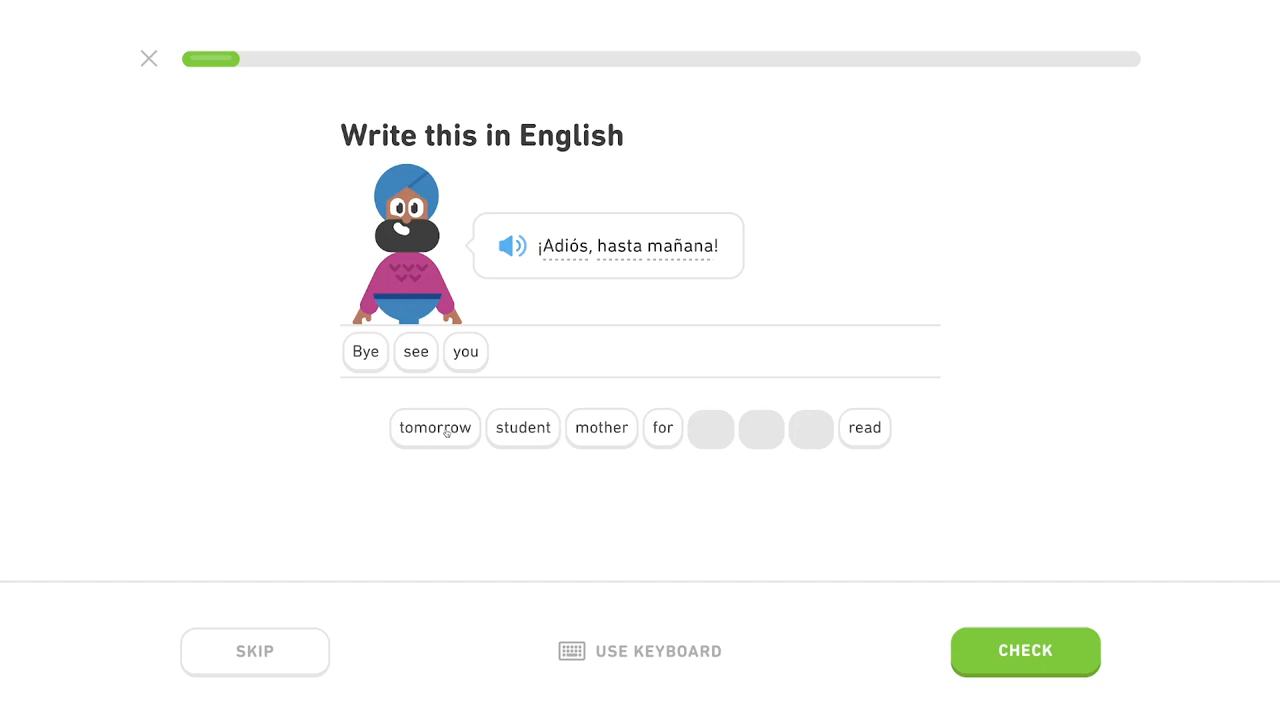 Write this in English
¡Adiós, hasta mañana!
Bye see you
tomorrow student mother for read
SKIP USE KEYBOARD CHECK